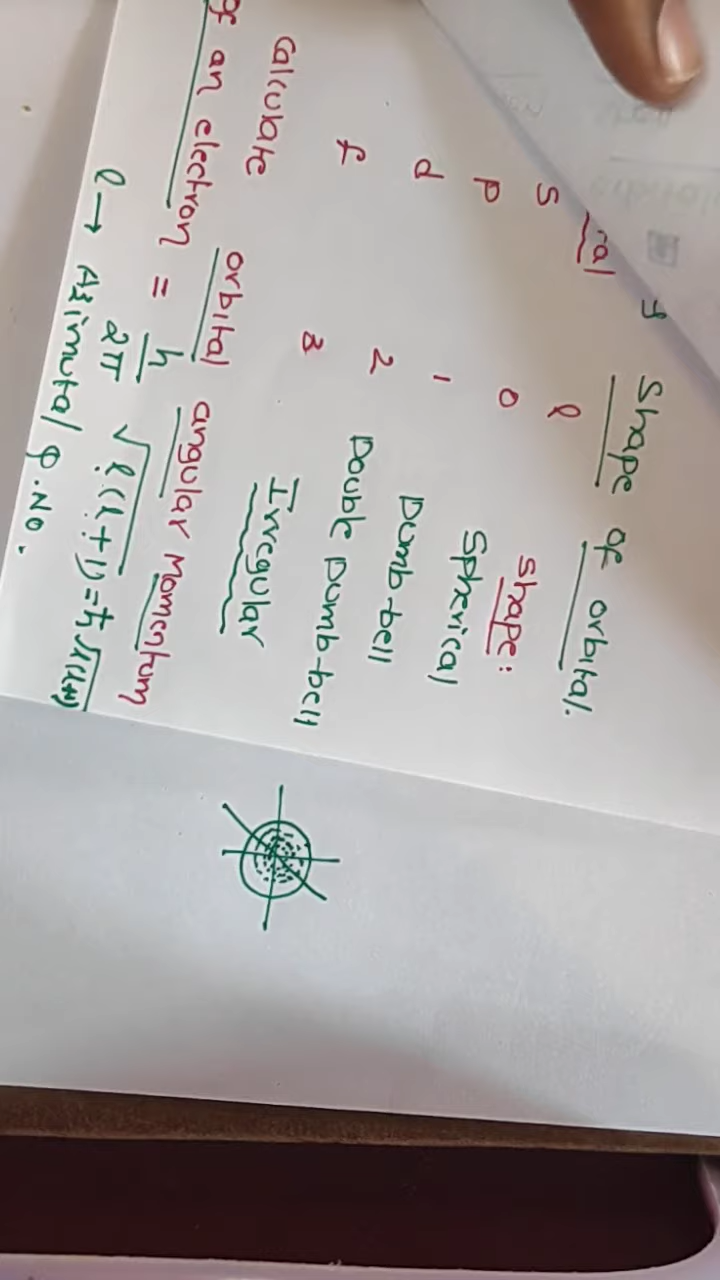 Shape of orbital.
ral l Shape:
s 0 Spherical
p 1 Dumb-bell
d 2 Double Dumb-bell
f 3 Irregular
Calculate orbital angular Momentum
of an electron = h/2π √l(l+1) = ħ√l(l+1)
l → Azimutal Q.No.